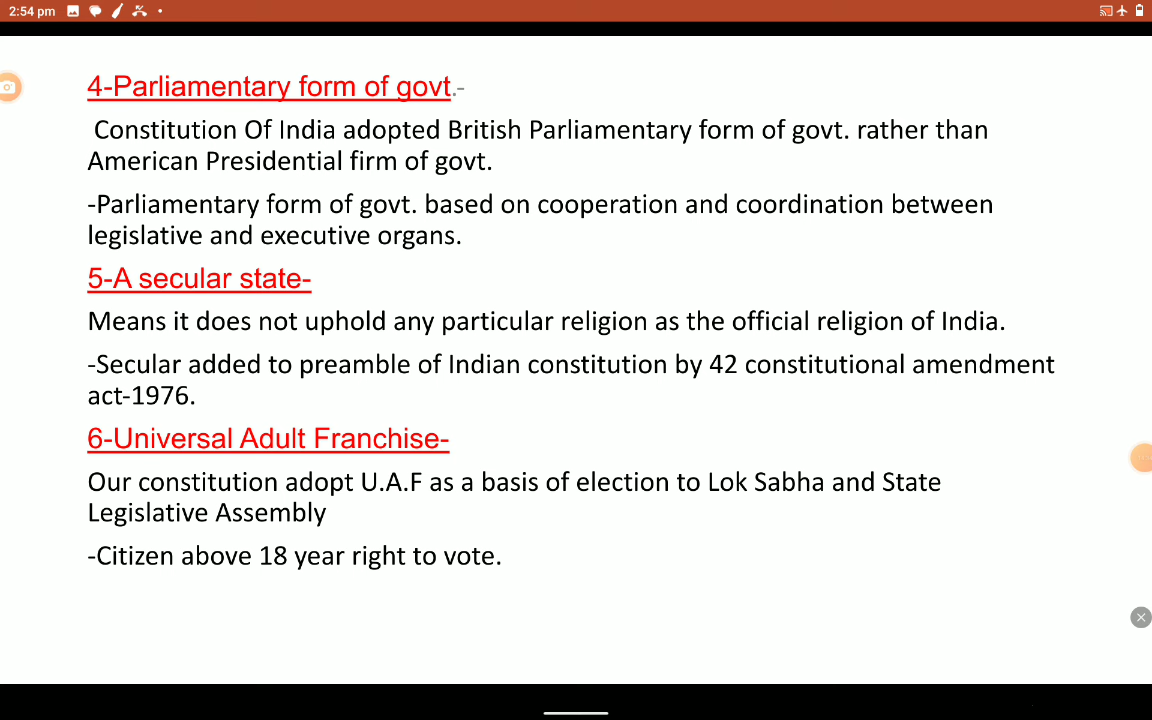 2:54 pm
4-Parliamentary form of govt.-
Constitution Of India adopted British Parliamentary form of govt. rather than
American Presidential firm of govt.
-Parliamentary form of govt. based on cooperation and coordination between
legislative and executive organs.
5-A secular state-
Means it does not uphold any particular religion as the official religion of India.
-Secular added to preamble of Indian constitution by 42 constitutional amendment
act-1976.
6-Universal Adult Franchise-
Our constitution adopt U.A.F as a basis of election to Lok Sabha and State
Legislative Assembly
-Citizen above 18 year right to vote.